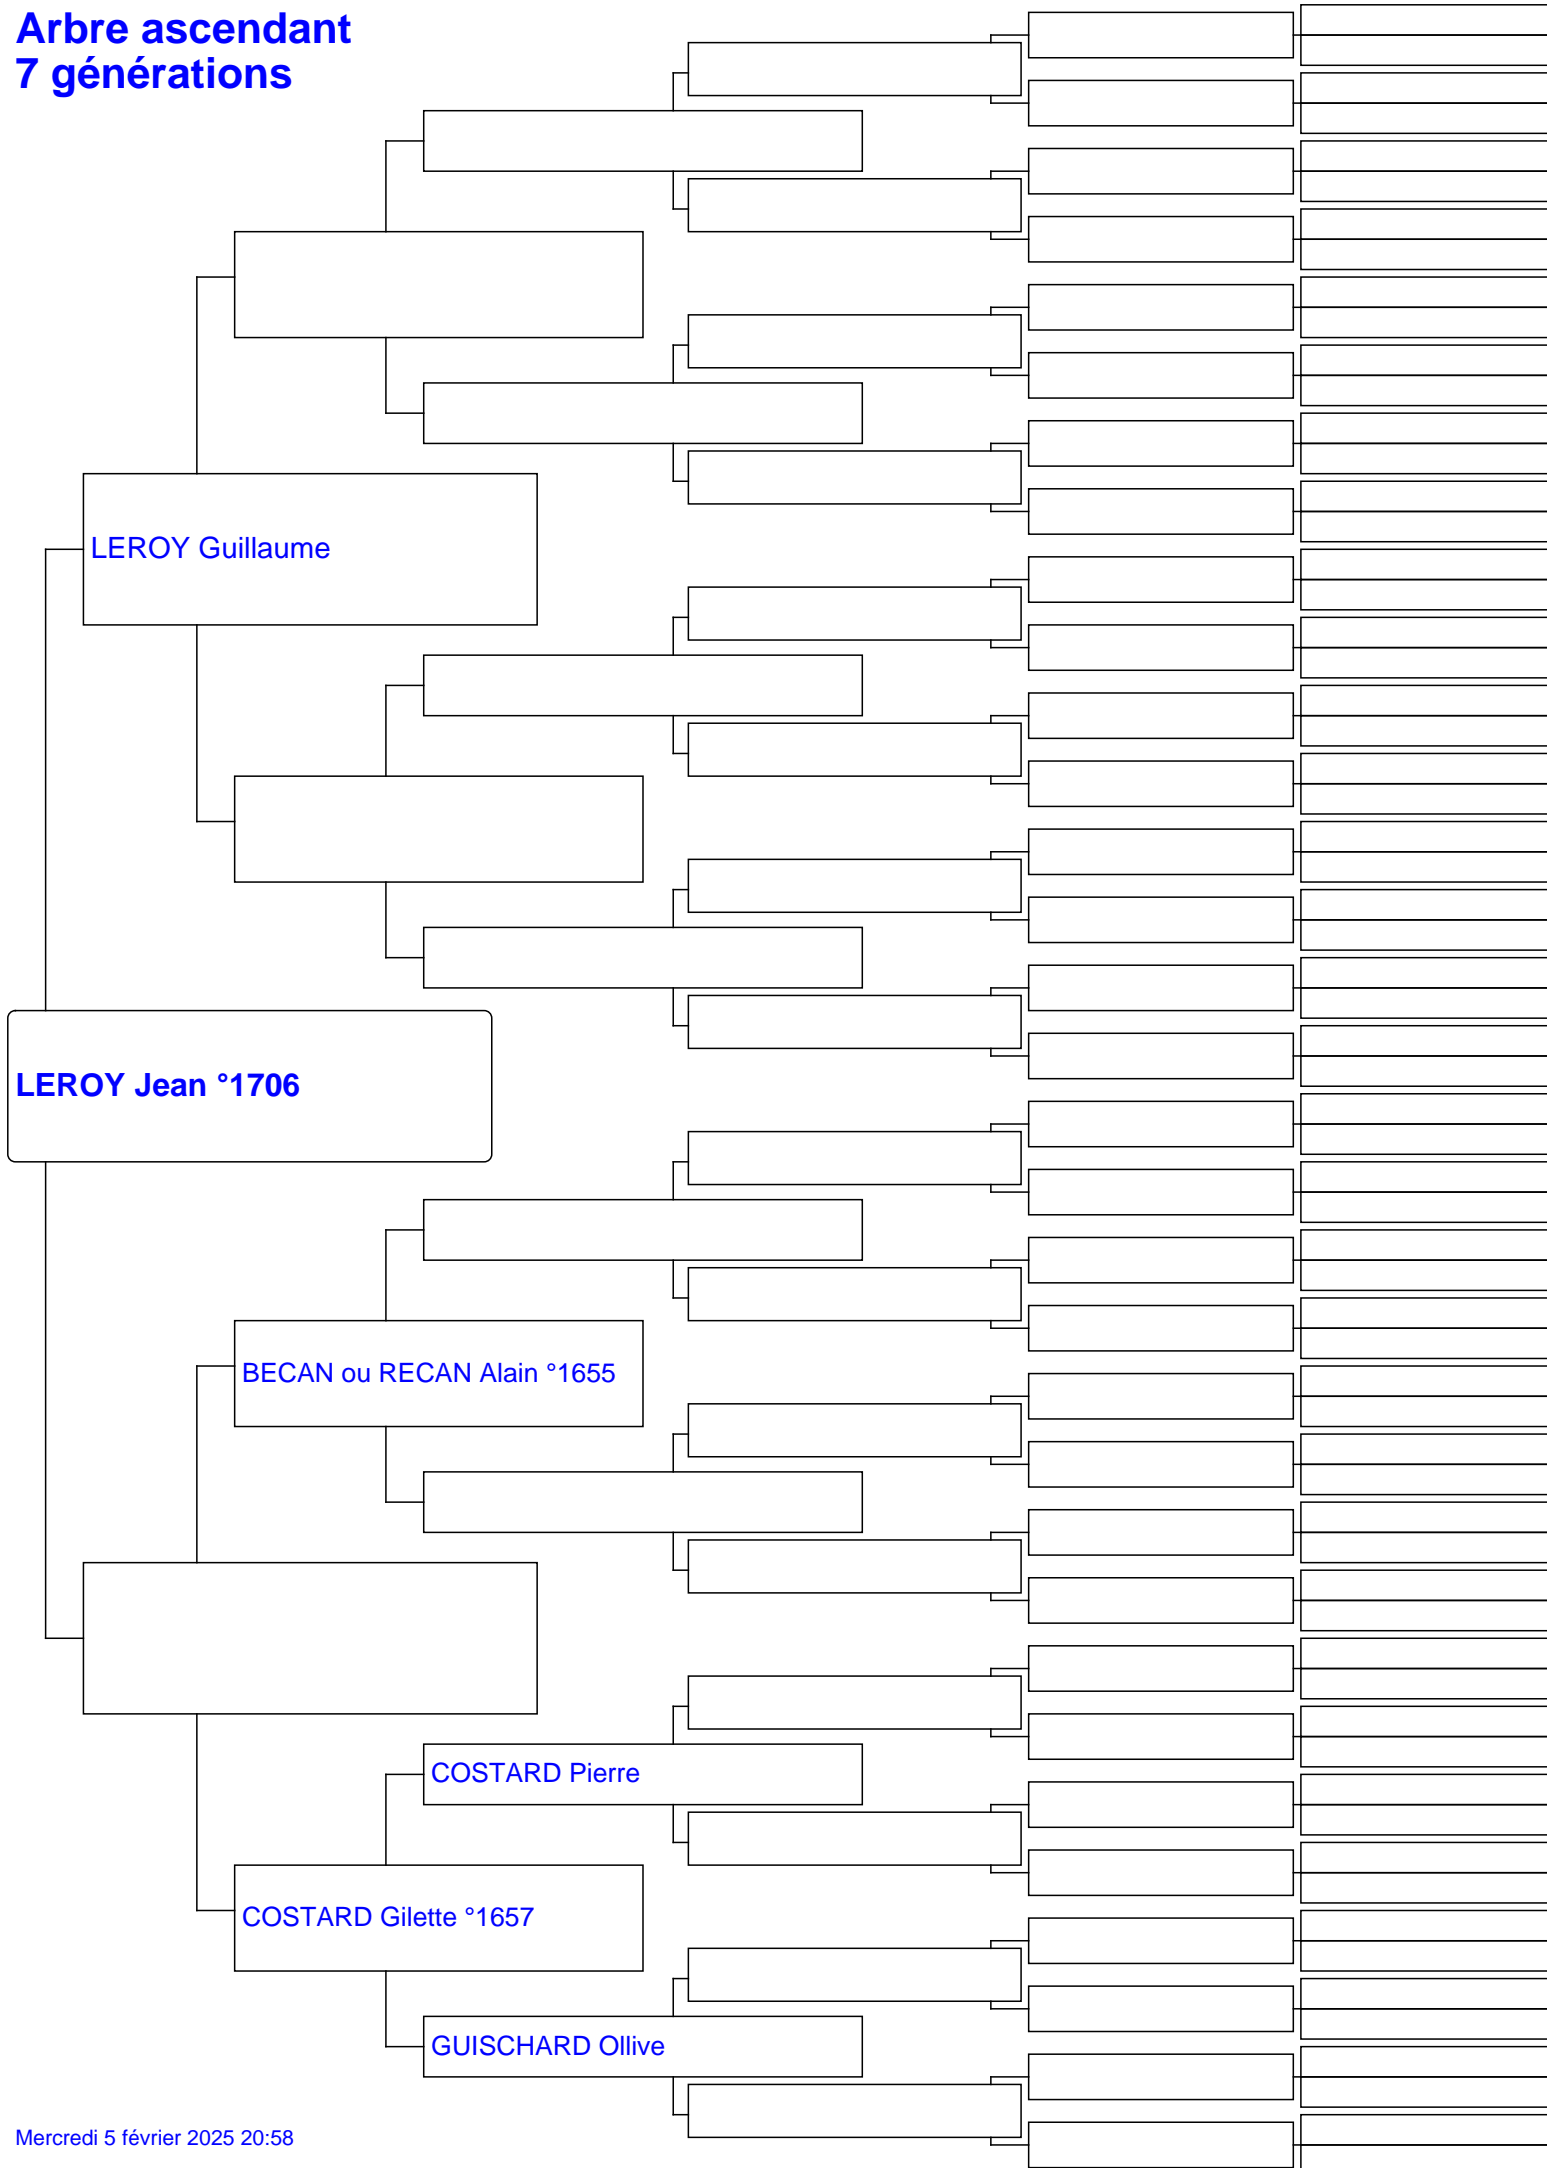 Arbre ascendant
7 générations
LEROY Guillaume
LEROY Jean °1706
BECAN ou RECAN Alain °1655
COSTARD Pierre
COSTARD Gilette °1657
GUISCHARD Ollive
Mercredi 5 février 2025 20:58